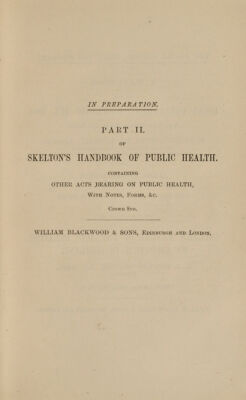 IN PREPARATION.
PART II.
OF
SKELTON'S HANDBOOK OF PUBLIC HEALTH.
CONTAINING
OTHER ACTS BEARING ON PUBLIC HEALTH,
WITH NOTES, FORMS, &C.
CROWN 8VO.
WILLIAM BLACKWOOD & SONS, EDINBURGH AND LONDON.